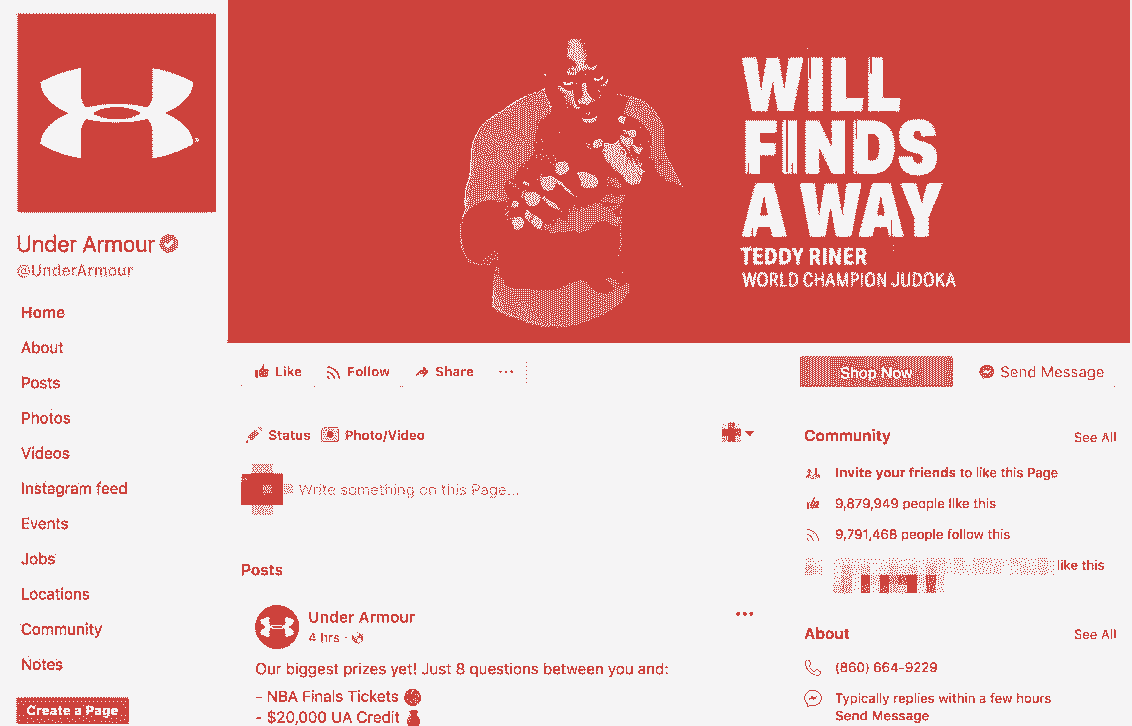 Under Armour
@UnderArmour
Home
About
Posts
Photos
Videos
Instagram feed
Events
Jobs
Locations
Community
Notes
Create a Page
WILL
FINDS
A WAY
TEDDY RINER
WORLD CHAMPION JUDOKA
Like Follow Share ...
Shop Now Send Message
Status Photo/Video
Write something on this Page...
Posts
Under Armour
4 hrs ·
Our biggest prizes yet! Just 8 questions between you and:
- NBA Finals Tickets
- $20,000 UA Credit
Community See All
Invite your friends to like this Page
9,879,949 people like this
9,791,468 people follow this
like this
About See All
(860) 664-9229
Typically replies within a few hours
Send Message